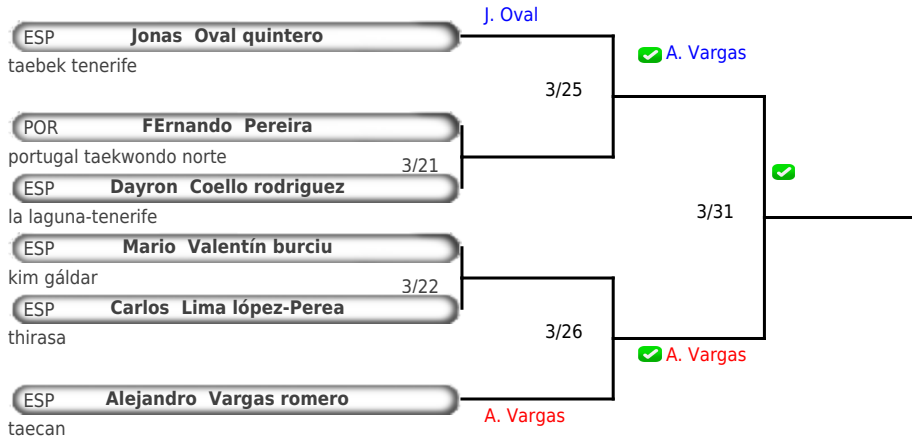 J. Oval
ESP Jonas Oval quintero
taebek tenerife
A. Vargas
3/25
POR FErnando Pereira
portugal taekwondo norte
3/21
ESP Dayron Coello rodriguez
la laguna-tenerife
3/31
ESP Mario Valentín burciu
kim gáldar
3/22
ESP Carlos Lima lópez-Perea
thirasa
3/26
A. Vargas
ESP Alejandro Vargas romero
A. Vargas
taecan